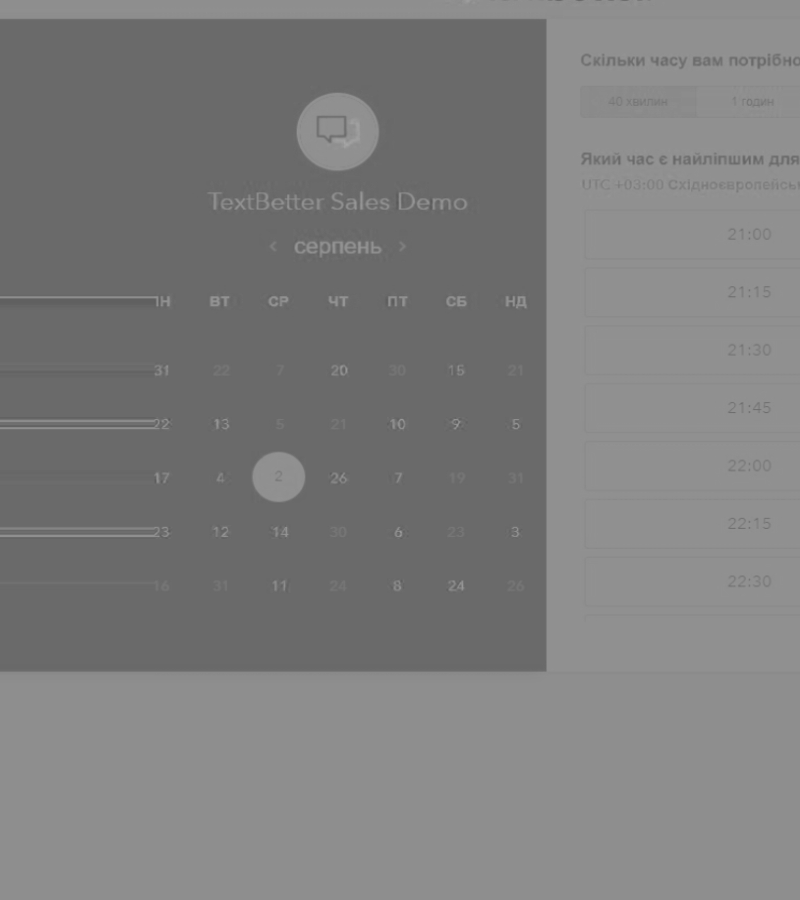 TextBetter Sales Demo
< серпень >
ПН ВТ СР ЧТ ПТ СБ НД
31 22 7 20 30 15 21
22 13 5 21 10 9 5
17 4 2 26 7 19 31
23 12 14 30 6 23 3
16 31 11 24 8 24 26
Скільки часу вам потрібно
40 хвилин 1 годин
Який час є найліпшим для
UTC +03:00 Східноєвропейськ
21:00
21:15
21:30
21:45
22:00
22:15
22:30